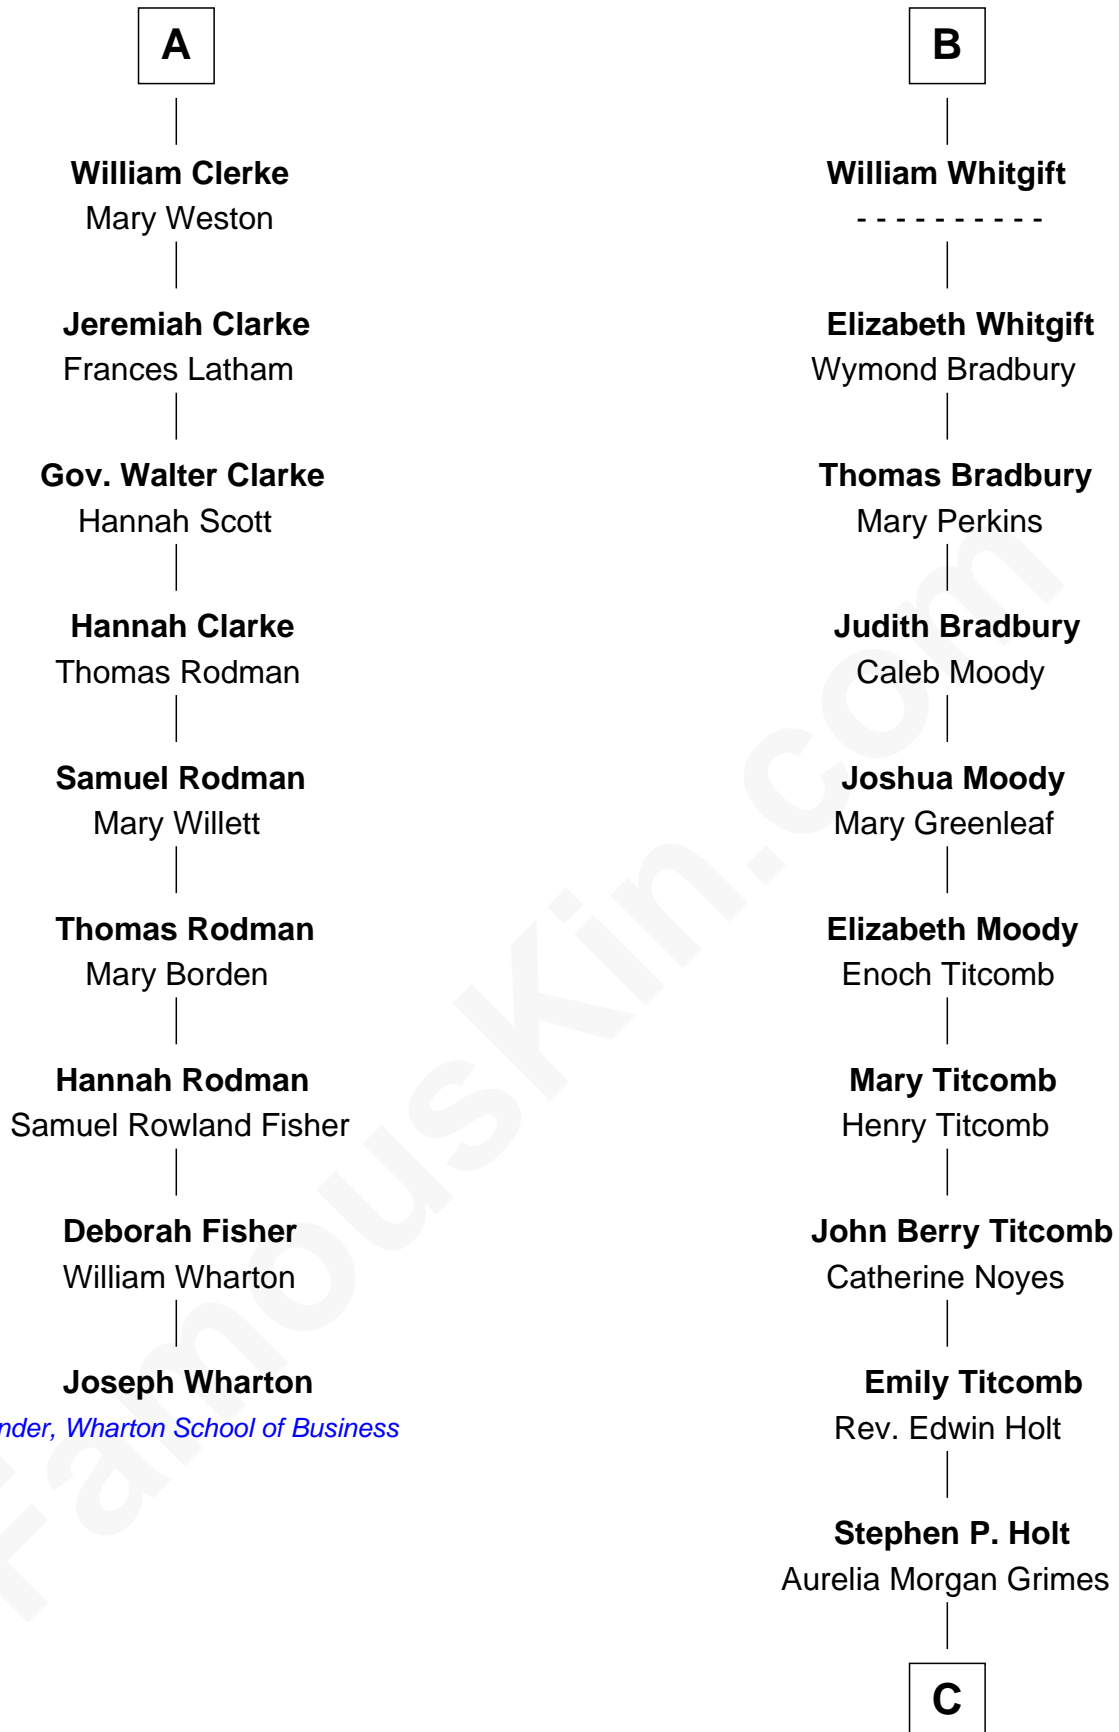 A
William Clerke
Mary Weston
Jeremiah Clarke
Frances Latham
Gov. Walter Clarke
Hannah Scott
Hannah Clarke
Thomas Rodman
Samuel Rodman
Mary Willett
Thomas Rodman
Mary Borden
Hannah Rodman
Samuel Rowland Fisher
Deborah Fisher
William Wharton
Joseph Wharton
nder, Wharton School of Business
B
William Whitgift
- - - - - - - - - -
Elizabeth Whitgift
Wymond Bradbury
Thomas Bradbury
Mary Perkins
Judith Bradbury
Caleb Moody
Joshua Moody
Mary Greenleaf
Elizabeth Moody
Enoch Titcomb
Mary Titcomb
Henry Titcomb
John Berry Titcomb
Catherine Noyes
Emily Titcomb
Rev. Edwin Holt
Stephen P. Holt
Aurelia Morgan Grimes
C
FamousKin.com